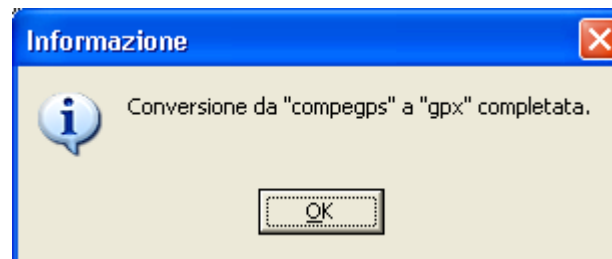 Informazione
Conversione da "compegps" a "gpx" completata.
OK